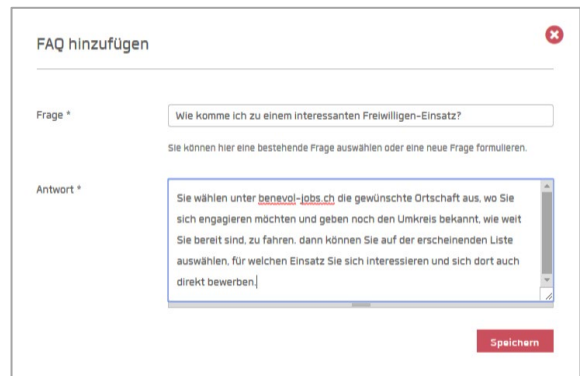 FAQ hinzufügen
Frage *
Wie komme ich zu einem interessanten Freiwilligen-Einsatz?
Sie können hier eine bestehende Frage auswählen oder eine neue Frage formulieren.
Antwort *
Sie wählen unter benevol-jobs.ch die gewünschte Ortschaft aus, wo Sie
sich engagieren möchten und geben noch den Umkreis bekannt, wie weit
Sie bereit sind, zu fahren. dann können Sie auf der erscheinenden Liste
auswählen, für welchen Einsatz Sie sich interessieren und sich dort auch
direkt bewerben.
Speichern